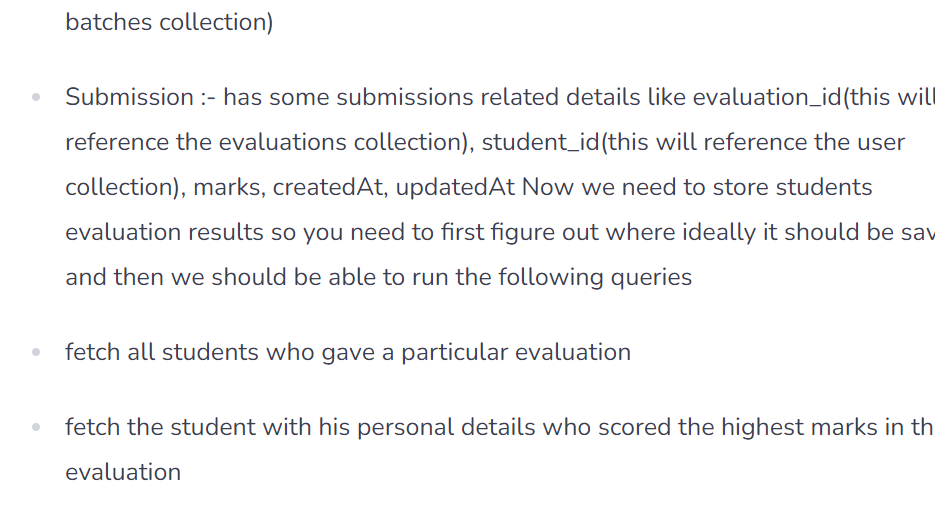 batches collection)
Submission :- has some submissions related details like evaluation_id(this will
reference the evaluations collection), student_id(this will reference the user
collection), marks, createdAt, updatedAt Now we need to store students
evaluation results so you need to first figure out where ideally it should be
and then we should be able to run the following queries
fetch all students who gave a particular evaluation
fetch the student with his personal details who scored the highest marks in
evaluation